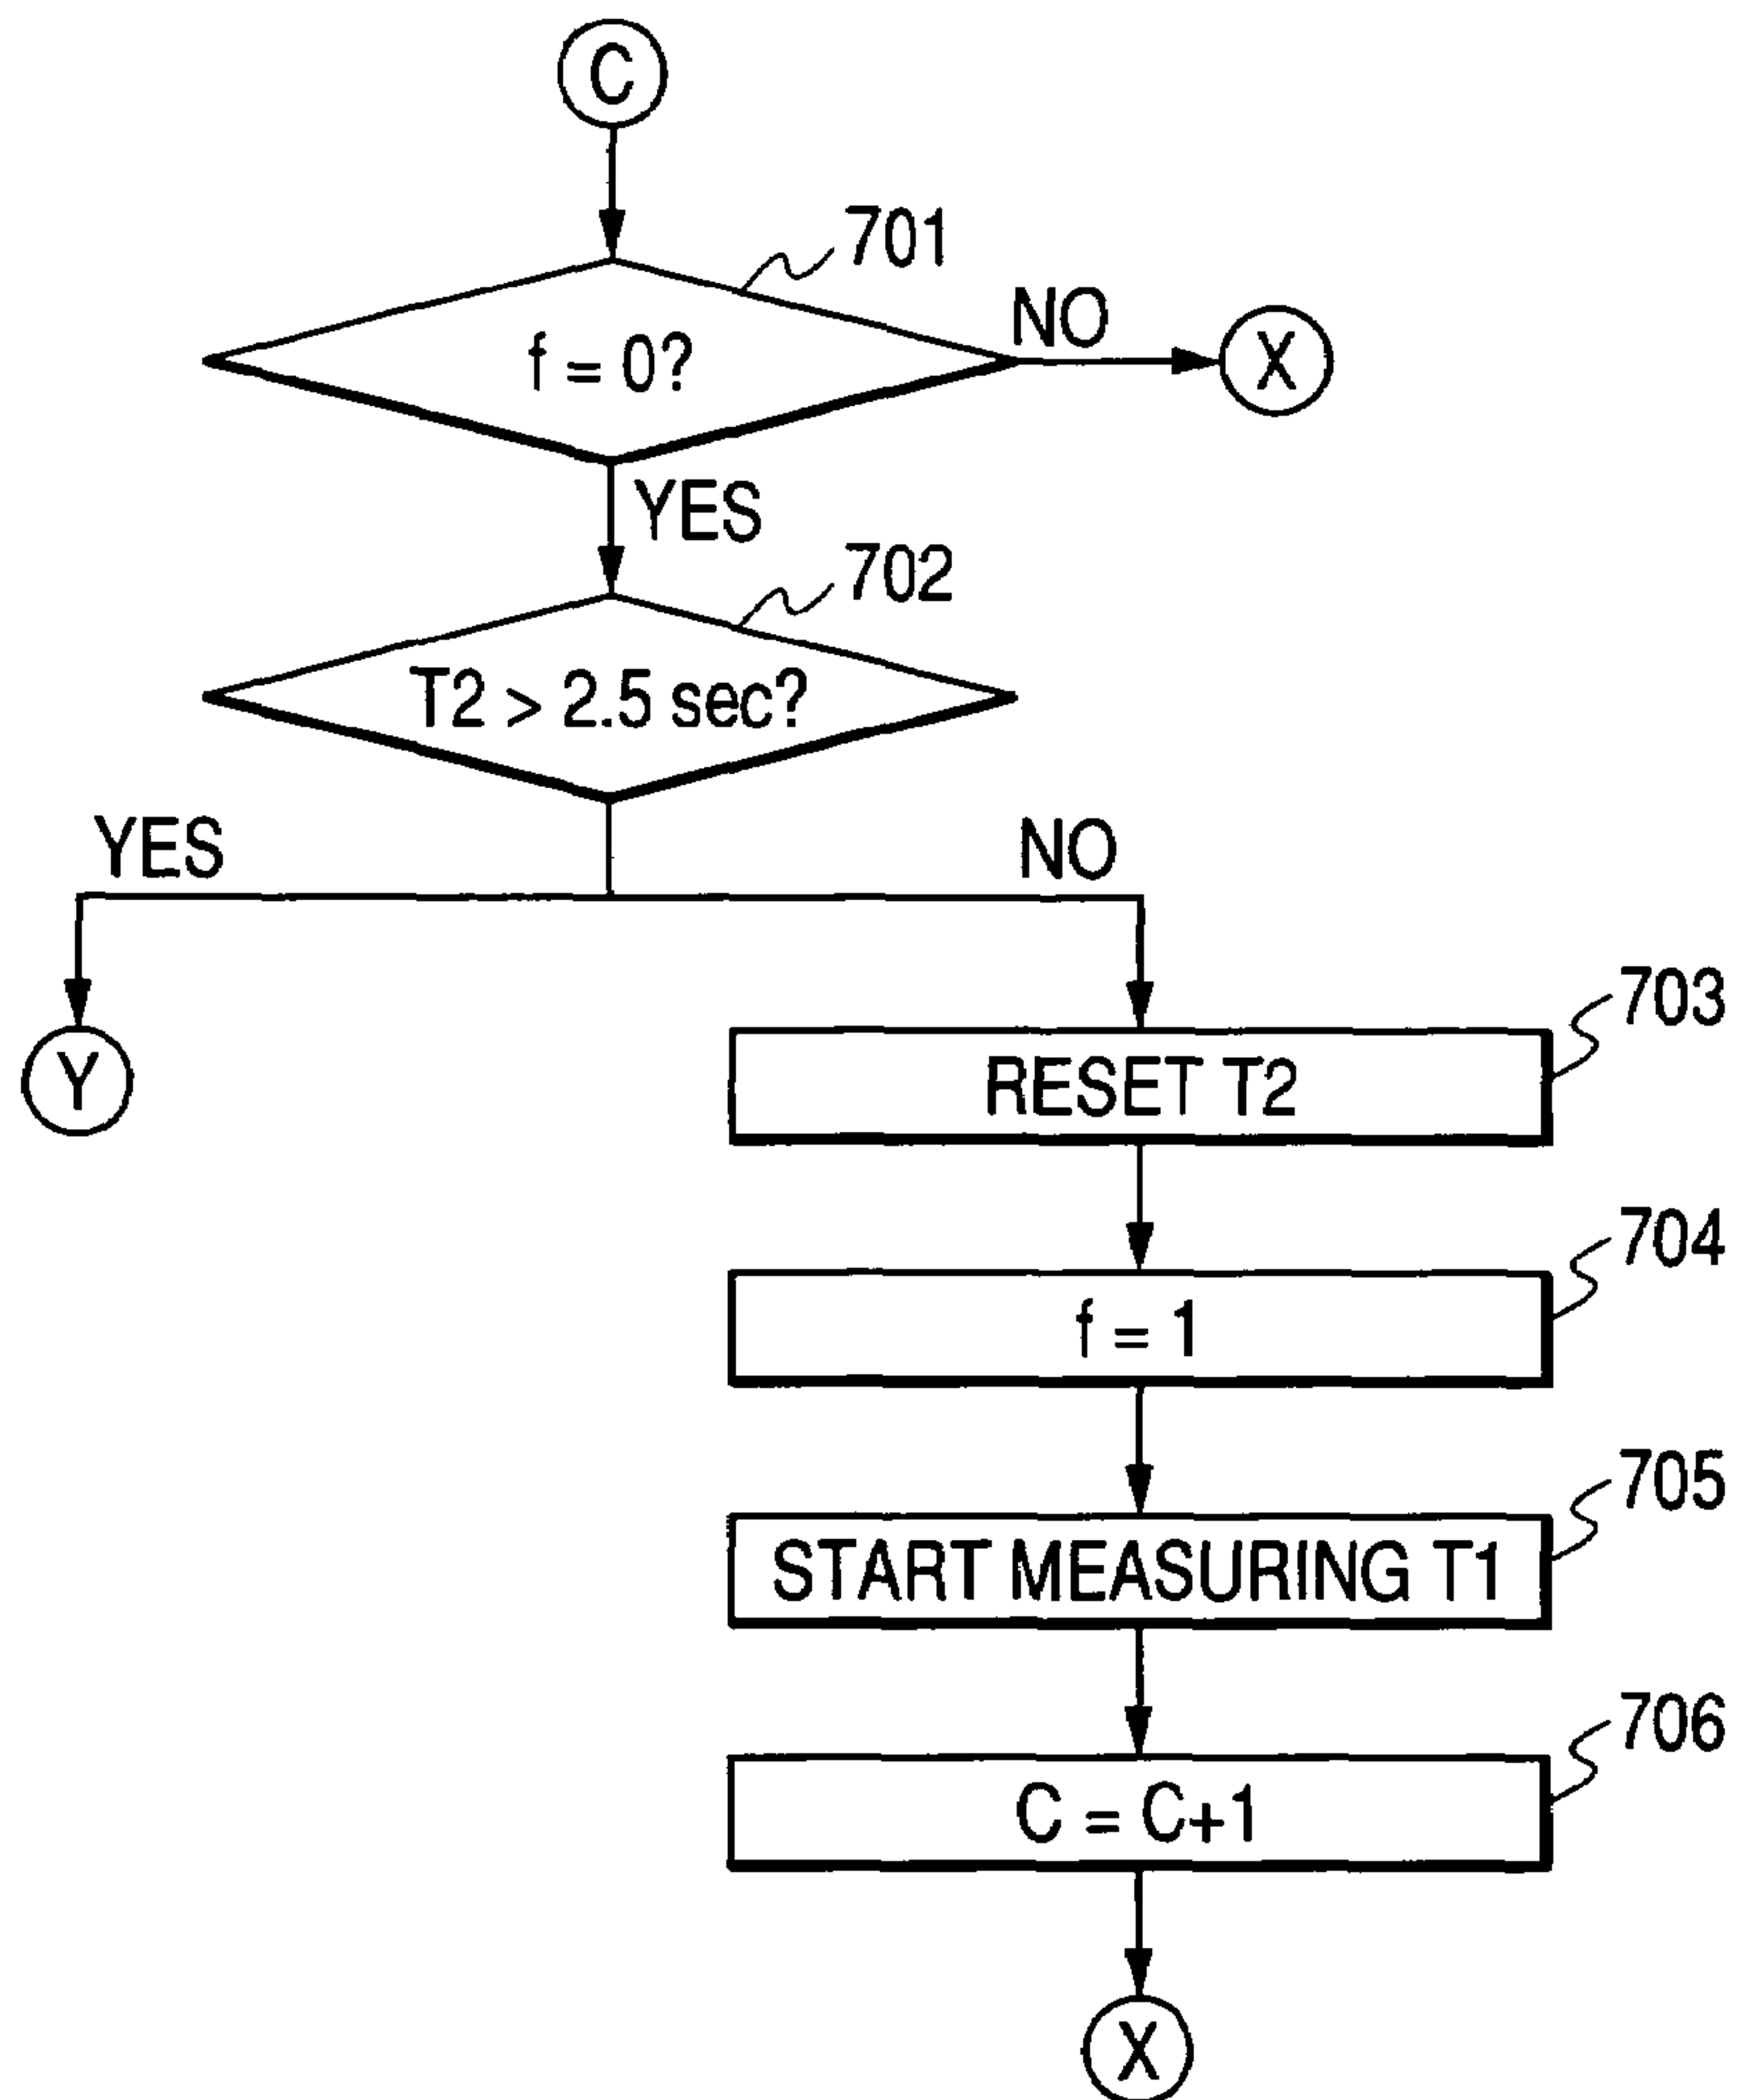 C
701
f = 0?
NO
X
YES
702
T2 > 2.5 sec?
YES
NO
Y
703
RESET T2
704
f = 1
705
START MEASURING T1
706
C = C+1
X